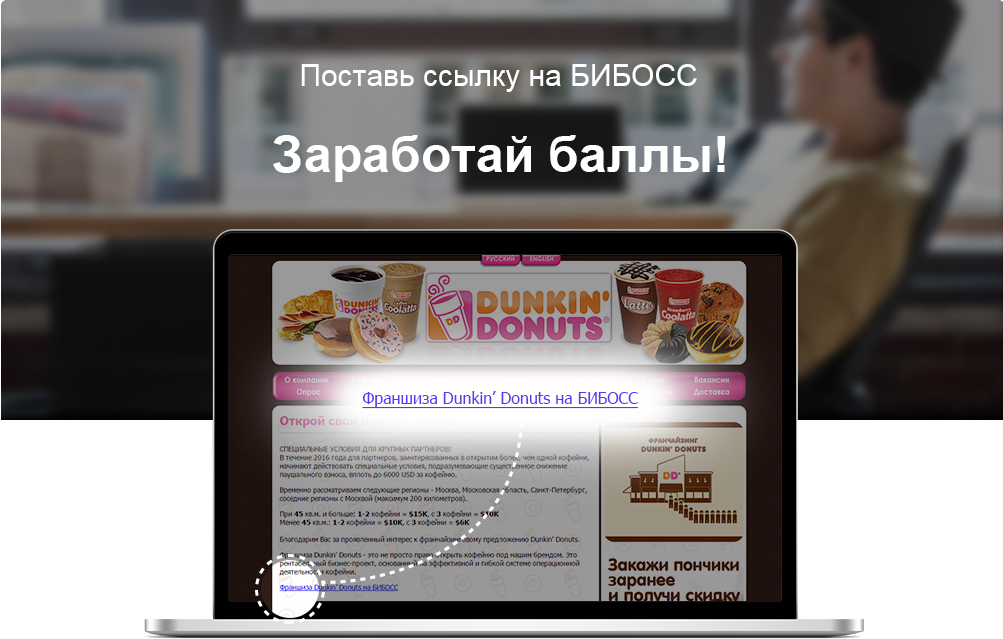 Поставь ссылку на БИБОСС
Заработай баллы!
РУССКИЙ
ENGLISH
DUNKIN'
DONUTS
Coolatta
Latte
Strawberry
Coolatta
DD
О компании
Опрос
Вакансии
Доставка
Франшиза Dunkin’ Donuts на БИБОСС
Открой свой
СПЕЦИАЛЬНЫЕ УСЛОВИЯ ДЛЯ КРУПНЫХ ПАРТНЕРОВ!
В течение 2016 года для партнеров, заинтересованных в открытии более, чем одной кофейни,
начинают действовать специальные условия, подразумевающие существенное снижение
паушального взноса, вплоть до 6000 USD за кофейню.
Временно рассматриваем следующие регионы - Москва, Московская область, Санкт-Петербург,
соседние регионы с Москвой (максимум 200 километров).
При 45 кв.м. и больше: 1-2 кофейни = $15K, с 3 кофейни = $10K
Менее 45 кв.м.: 1-2 кофейни = $10K, с 3 кофейни = $6K
Благодарим Вас за проявленный интерес к франчайзинговому предложению Dunkin' Donuts.
Франшиза Dunkin' Donuts - это не просто право открыть кофейню под нашим брендом. Это
рентабельный бизнес-проект, основанный на эффективной и гибкой системе операционной
деятельности кофейни.
Франшиза Dunkin' Donuts на БИБОСС
ФРАНЧАЙЗИНГ
DUNKIN' DONUTS
DD
Закажи пончики
заранее
и получи скидку